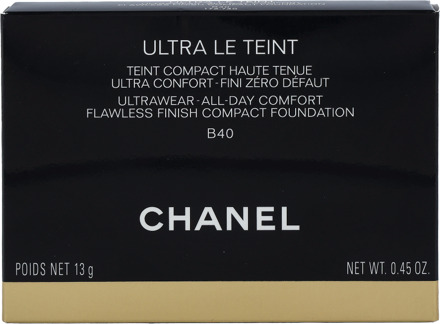 ULTRA LE TEINT
TEINT COMPACT HAUTE TENUE
ULTRA CONFORT·FINI ZÉRO DÉFAUT
ULTRAWEAR·ALL-DAY COMFORT
FLAWLESS FINISH COMPACT FOUNDATION
B40
CHANEL
POIDS NET 13 g NET WT. 0.45 OZ.